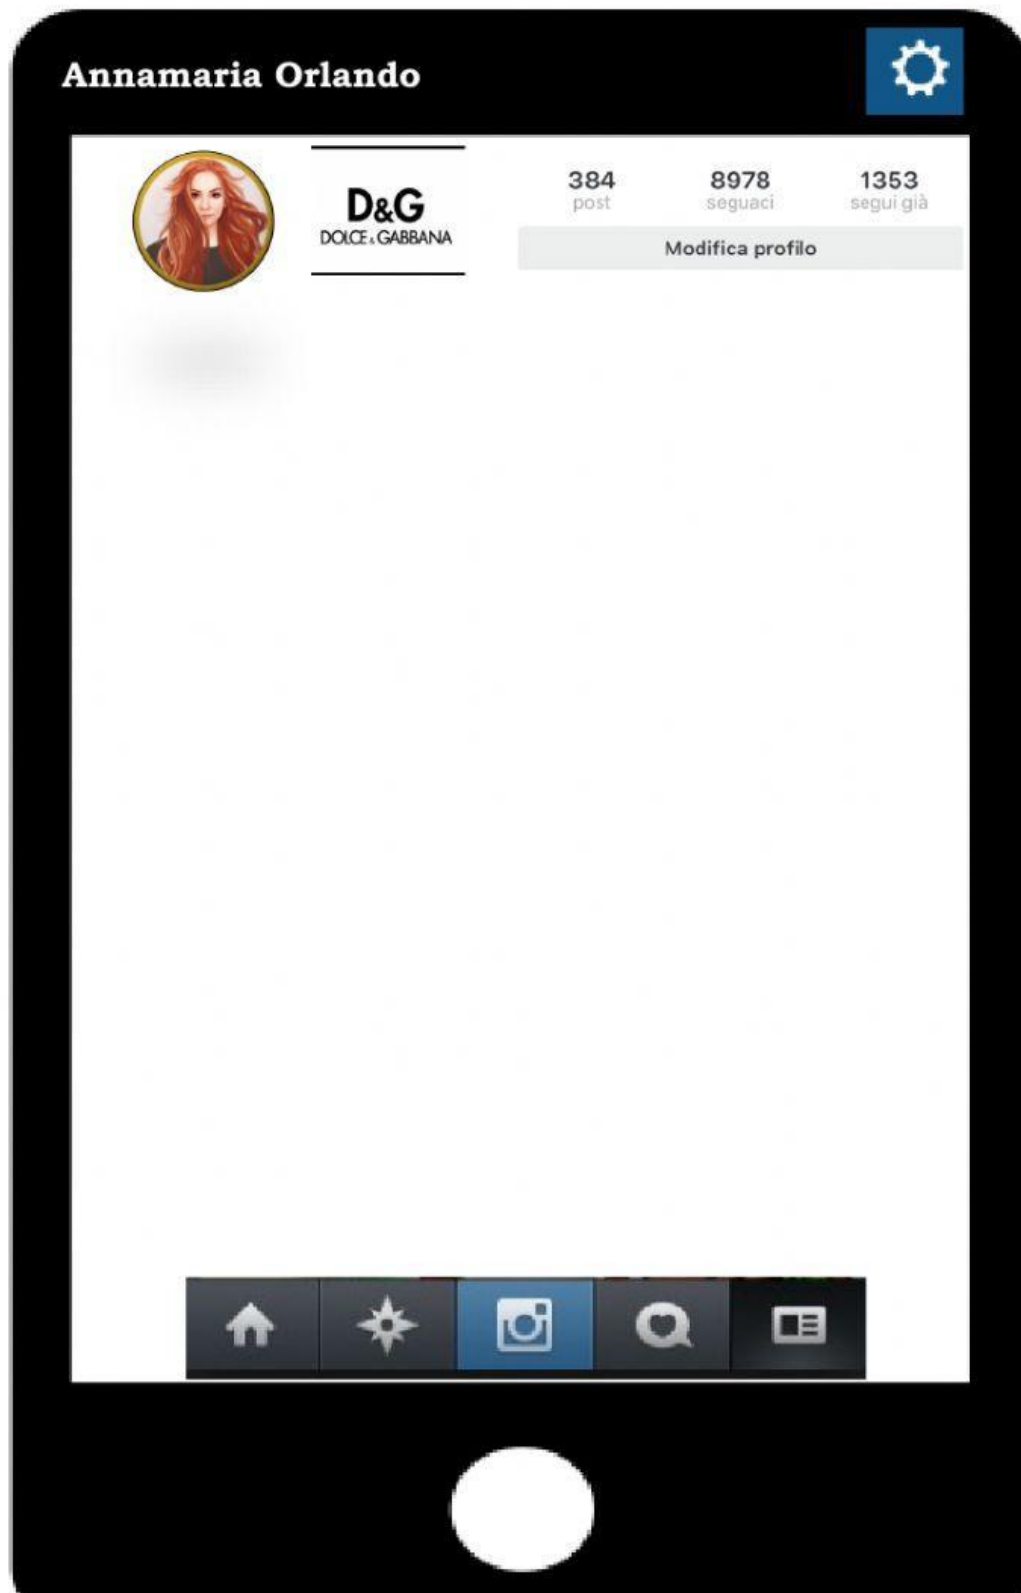 Annamaria Orlando
D&G
DOLCE & GABBANA
384 8978 1353
post seguaci segui già
Modifica profilo